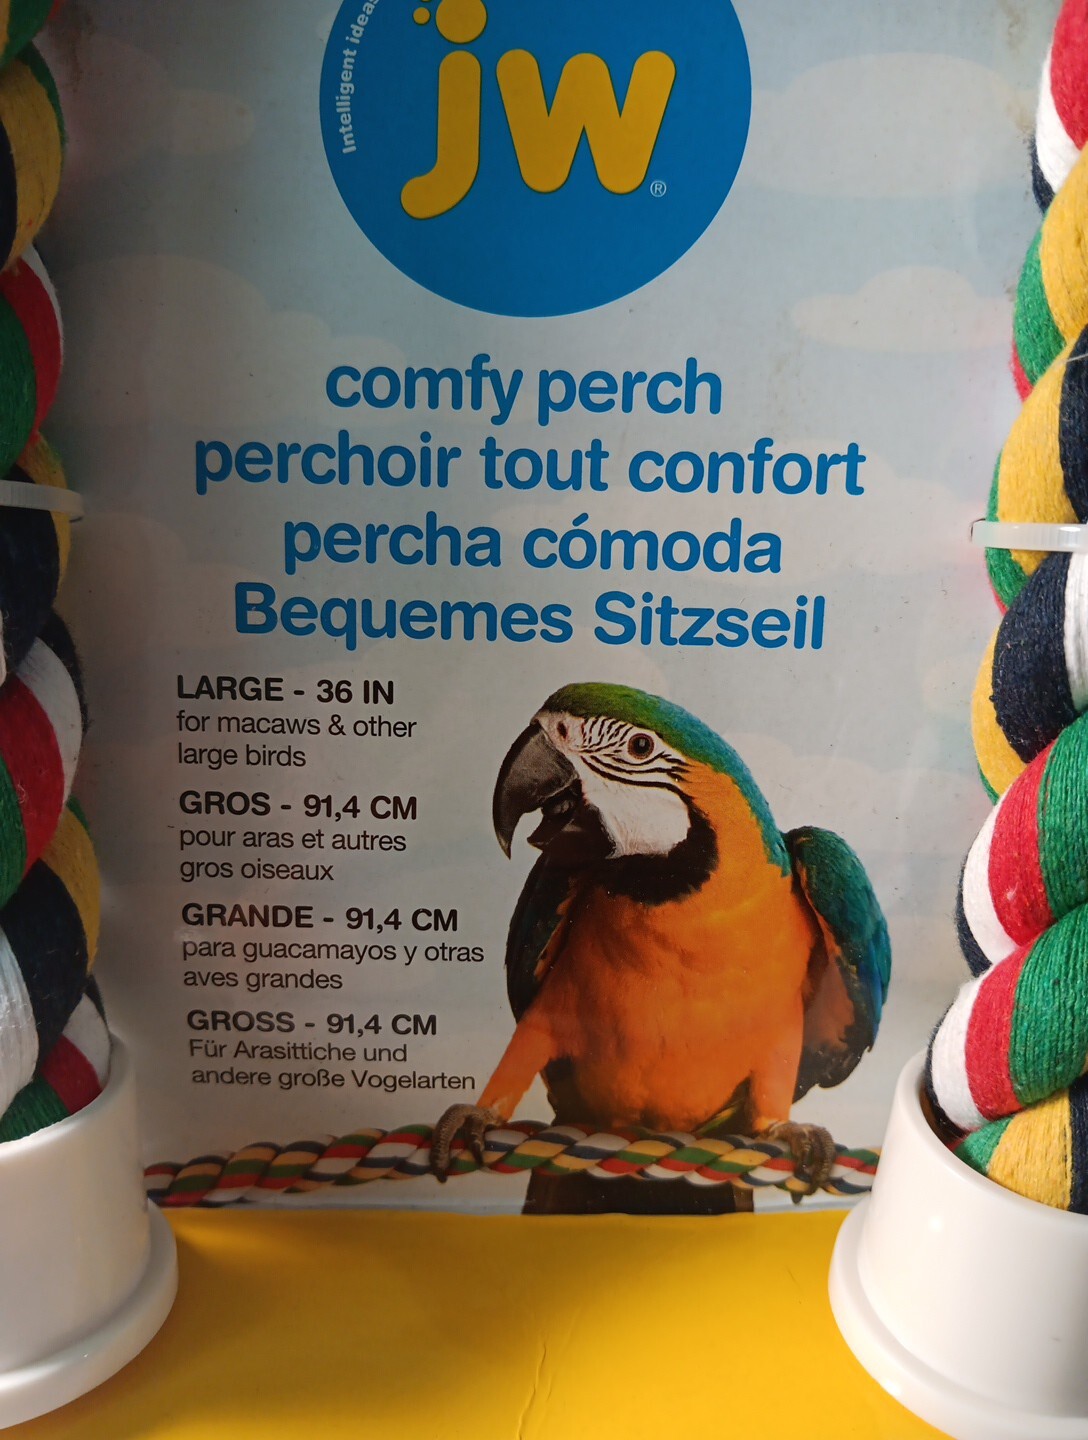 Intelligent ideas
jw®
comfy perch
perchoir tout confort
percha cómoda
Bequemes Sitzseil
LARGE - 36 IN
for macaws & other
large birds
GROS - 91,4 CM
pour aras et autres
gros oiseaux
GRANDE - 91,4 CM
para guacamayos y otras
aves grandes
GROSS - 91,4 CM
Für Arasittiche und
andere große Vogelarten